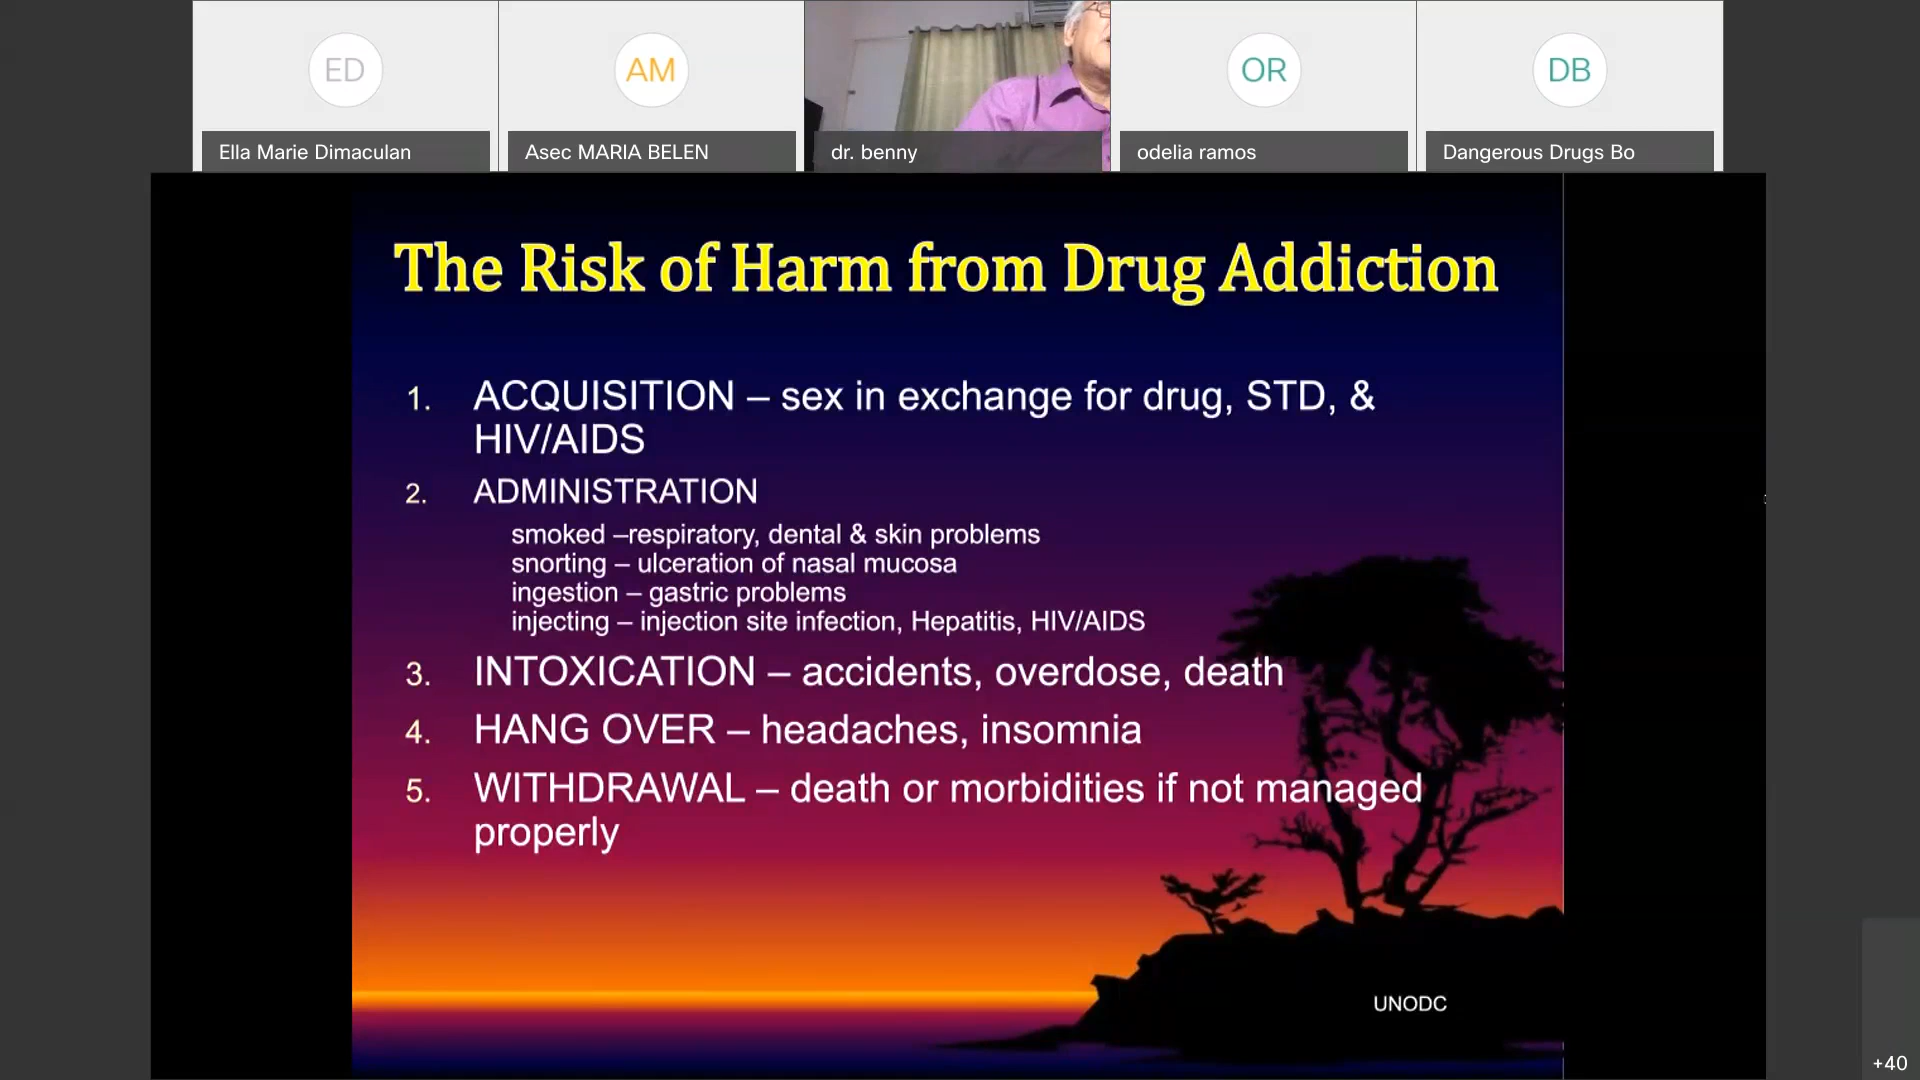 ED
AM
OR
DB
Ella Marie Dimaculan
Asec MARIA BELEN
dr. benny
odelia ramos
Dangerous Drugs Bo
The Risk of Harm from Drug Addiction
1. ACQUISITION – sex in exchange for drug, STD, &
HIV/AIDS
2. ADMINISTRATION
smoked –respiratory, dental & skin problems
snorting – ulceration of nasal mucosa
ingestion – gastric problems
injecting – injection site infection, Hepatitis, HIV/AIDS
3. INTOXICATION – accidents, overdose, death
4. HANG OVER – headaches, insomnia
5. WITHDRAWAL – death or morbidities if not managed
properly
UNODC
+40